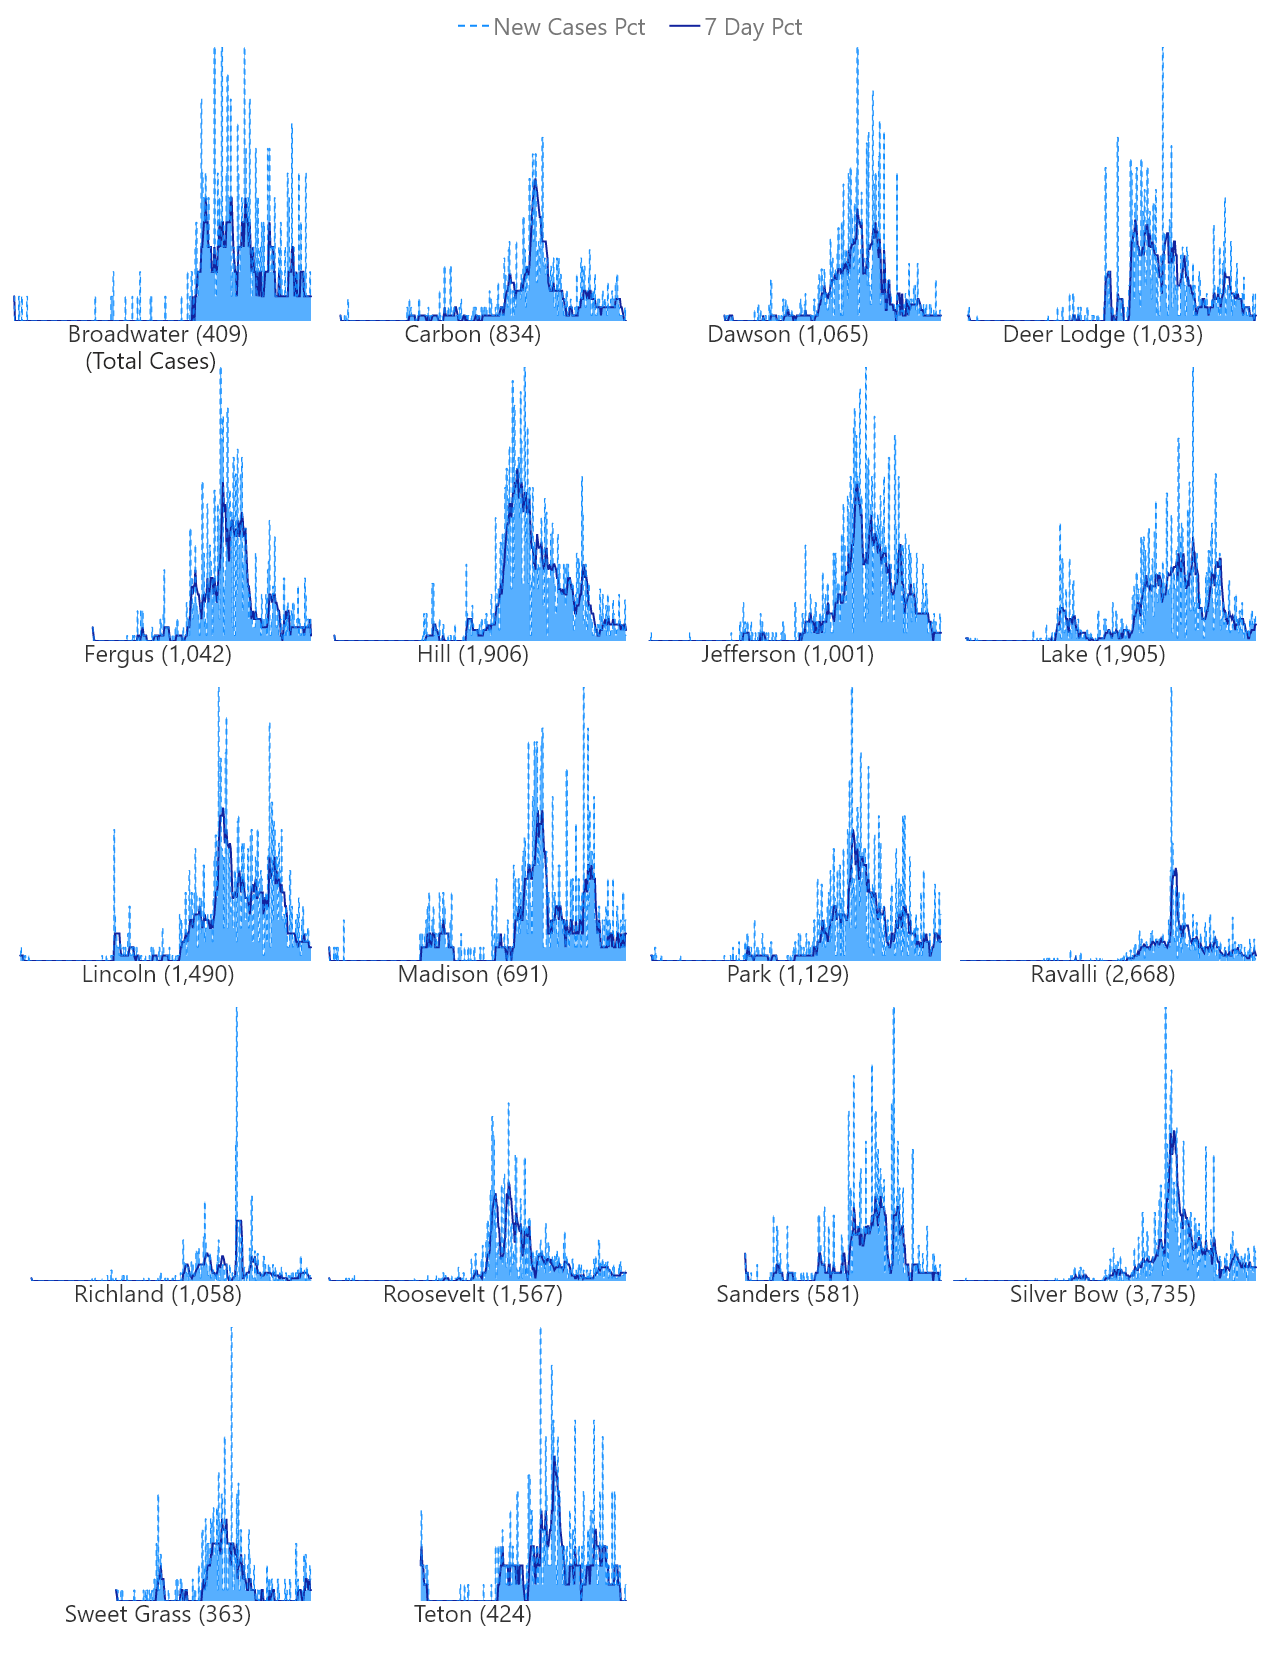 New Cases Pct 7 Day Pct
Broadwater (409) Carbon (834) Dawson (1,065) Deer Lodge (1,033)
(Total Cases)
Fergus (1,042) Hill (1,906) Jefferson (1,001) Lake (1,905)
Lincoln (1,490) Madison (691) Park (1,129) Ravalli (2,668)
Richland (1,058) Roosevelt (1,567) Sanders (581) Silver Bow (3,735)
Sweet Grass (363) Teton (424)